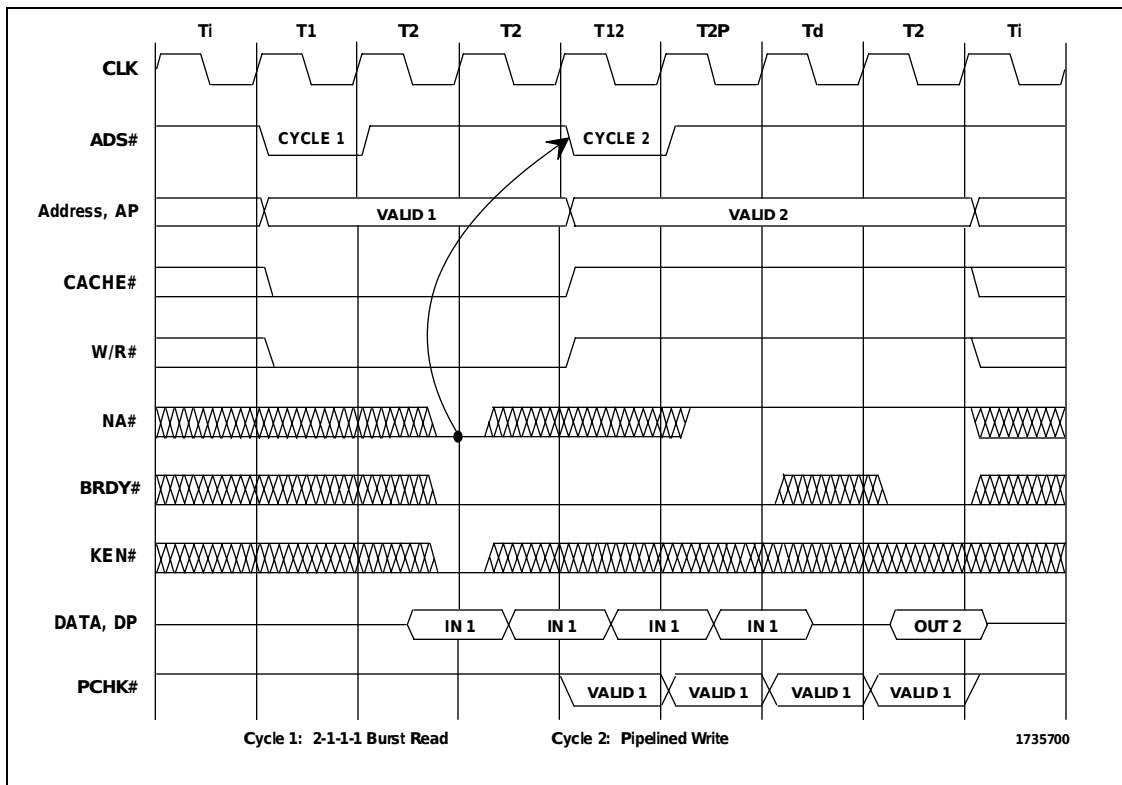 Ti T1 T2 T2 T12 T2P Td T2 Ti
CLK
ADS# CYCLE 1 CYCLE 2
Address, AP VALID 1 VALID 2
CACHE#
W/R#
NA#
BRDY#
KEN#
DATA, DP IN 1 IN 1 IN 1 IN 1 OUT 2
PCHK# VALID 1 VALID 1 VALID 1 VALID 1
Cycle 1: 2-1-1-1 Burst Read Cycle 2: Pipelined Write 1735700